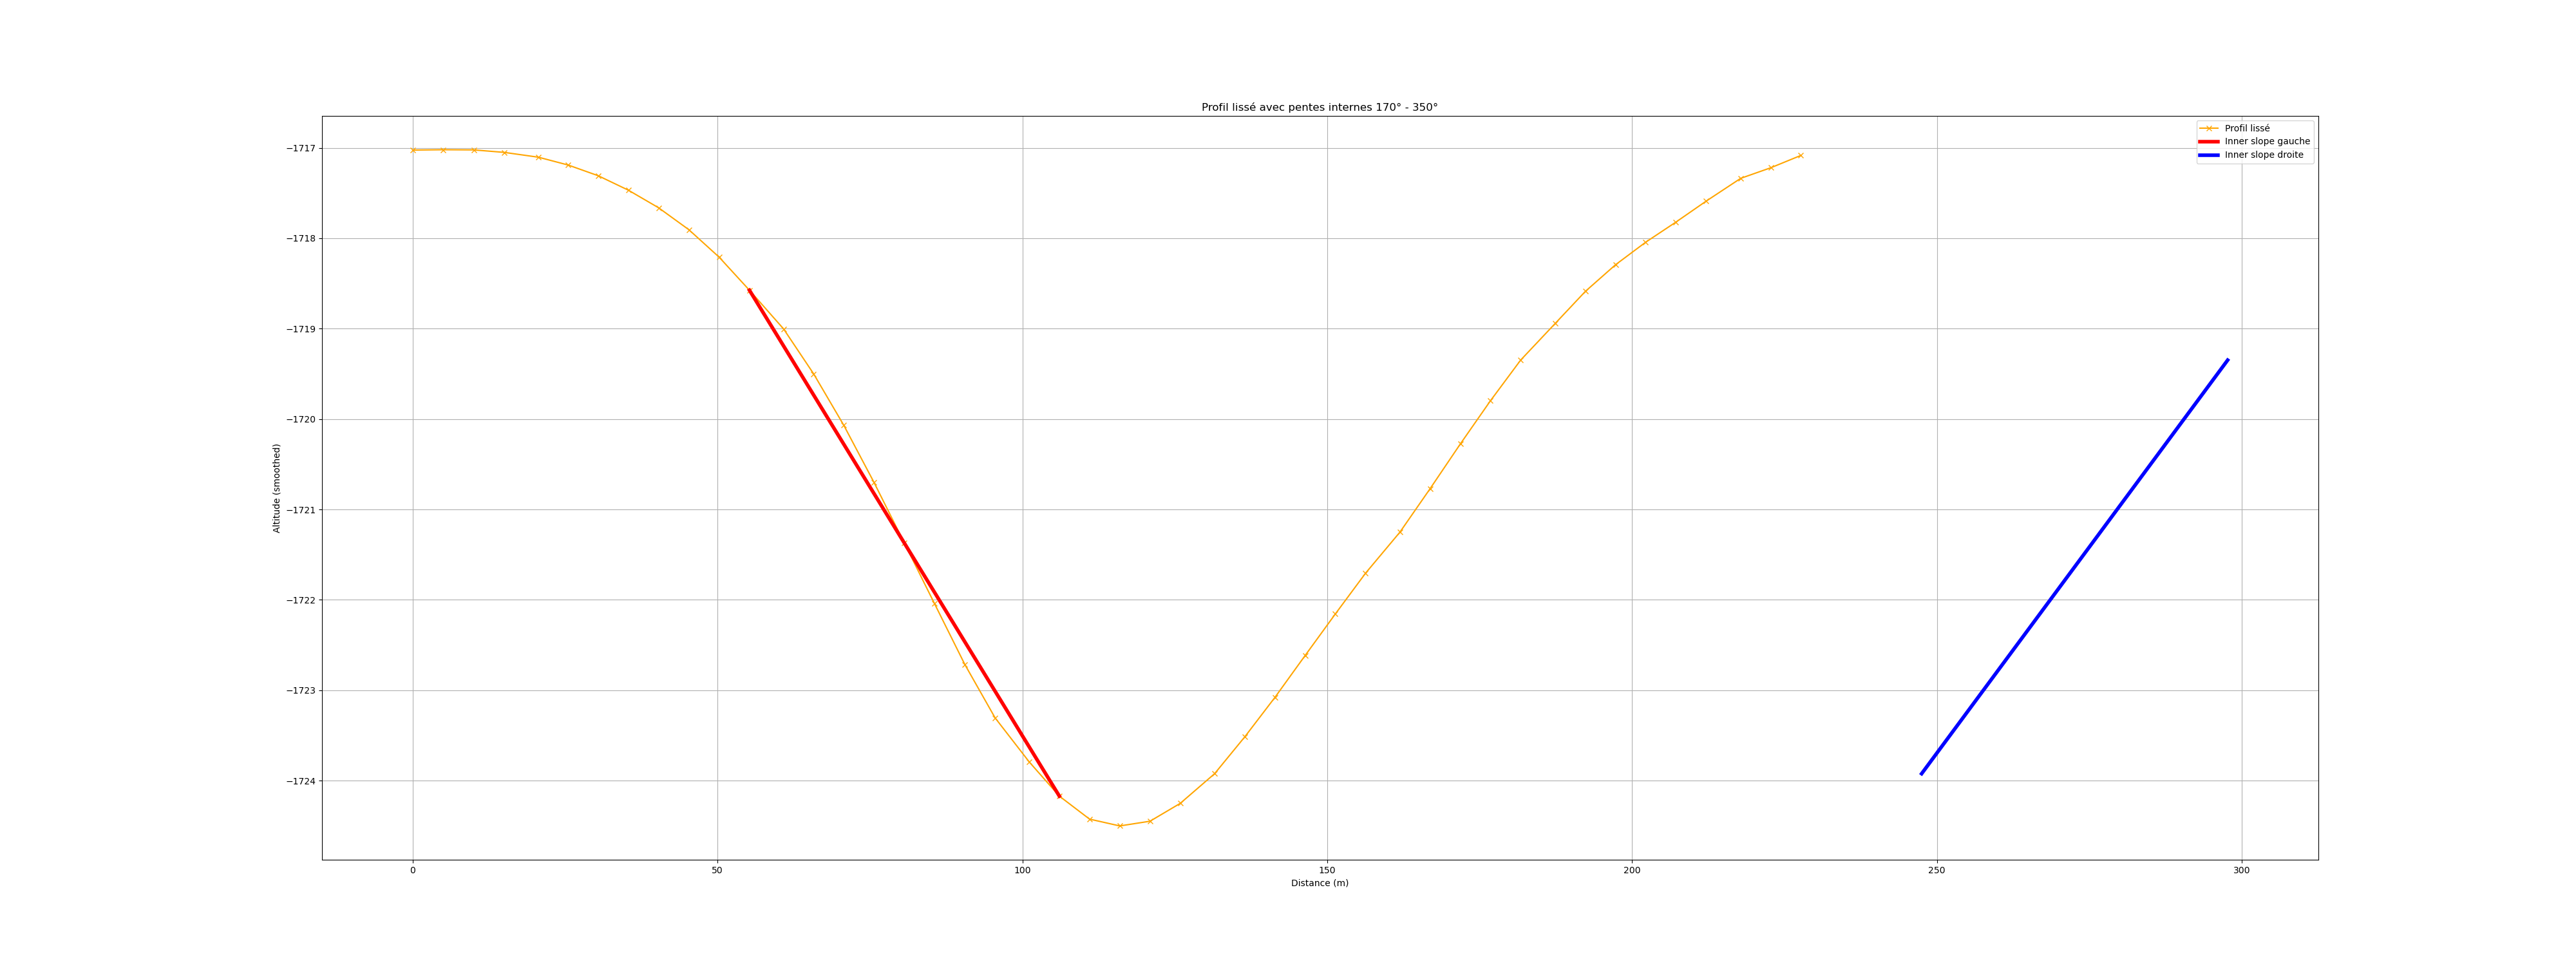 Profil lissé avec pentes internes 170° - 350°
Profil lissé
Inner slope gauche
Inner slope droite
Altitude (smoothed)
−1717
−1718
−1719
−1720
−1721
−1722
−1723
−1724
0 50 100 150 200 250 300
Distance (m)